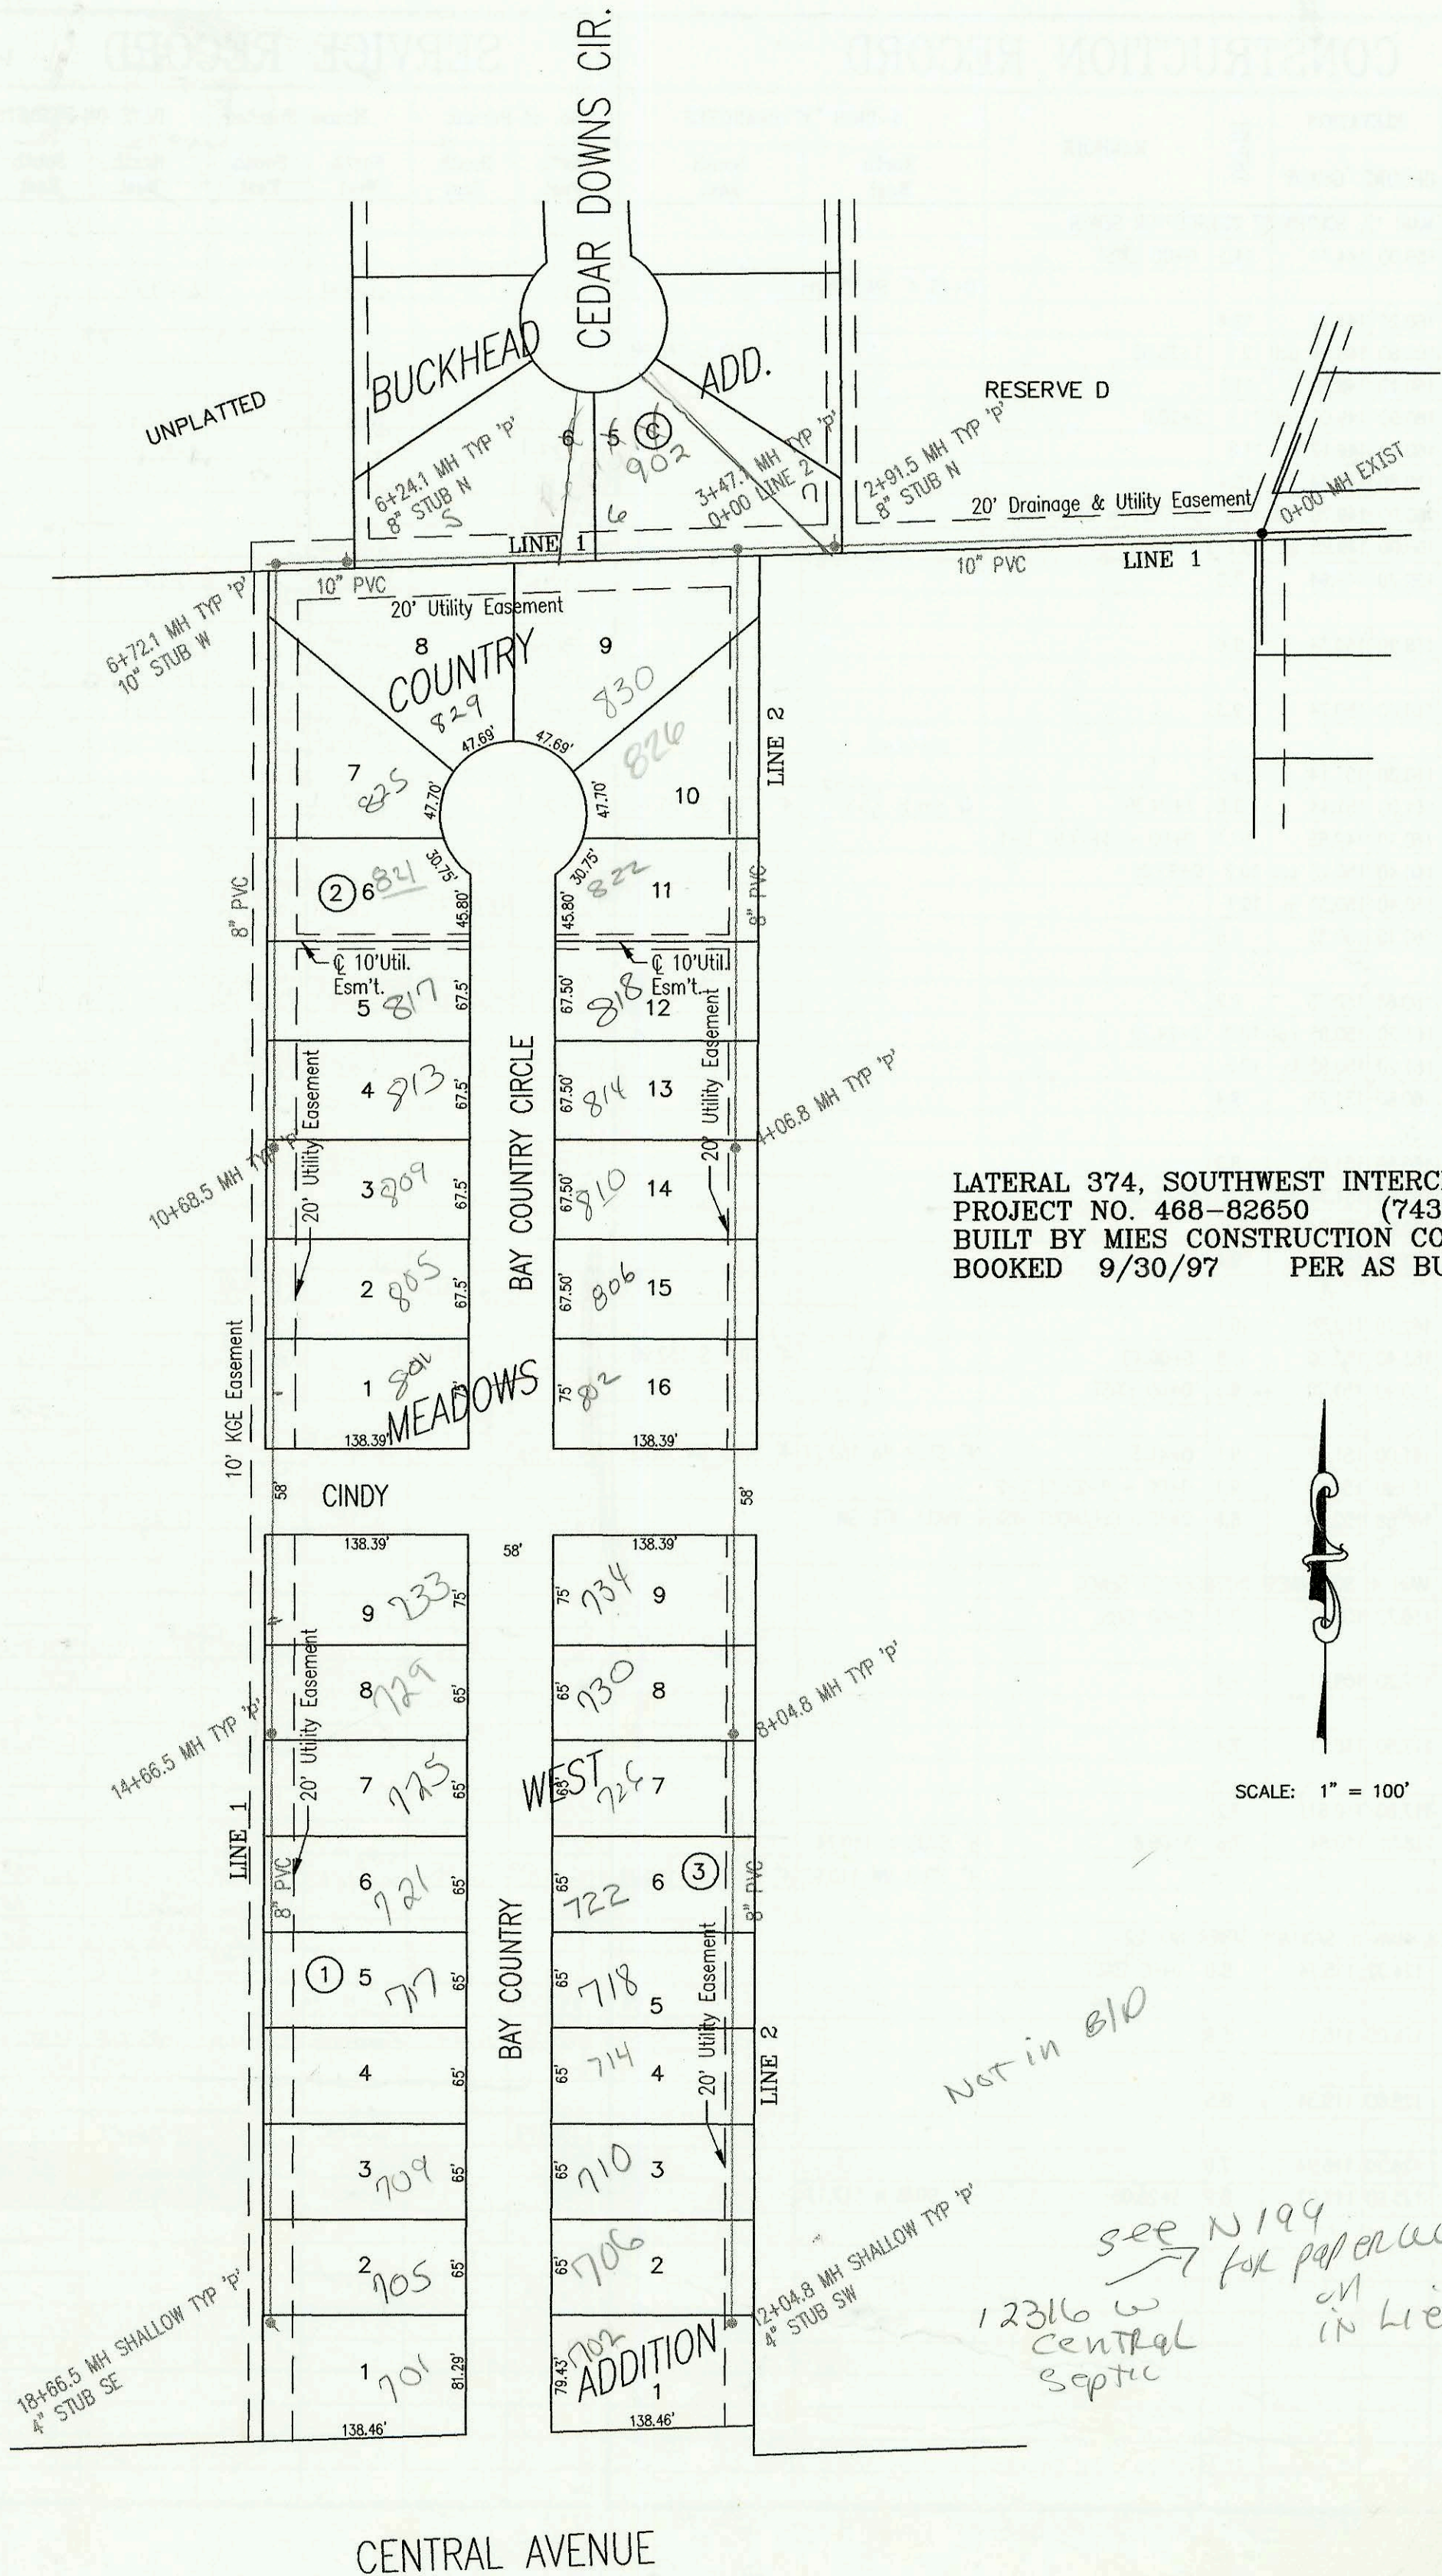 CEDAR DOWNS CIR.
BUCKHEAD
ADD.
UNPLATTED
RESERVE D
6 5 C
902
6+24.1 MH TYP 'P'
8" STUB N
5
6
3+47.1 MH TYP 'P'
0+00 LINE 2
7
2+91.5 MH TYP 'P'
8" STUB N
20' Drainage & Utility Easement
0+00 MH EXIST
LINE 1
10" PVC
10" PVC
LINE 1
6+72.1 MH TYP 'P'
10" STUB W
20' Utility Easement
8
9
COUNTRY
829
830
826
47.69'
47.69'
LINE 2
7
825
47.70'
47.70'
10
30.75'
30.75'
2
6
821
822
11
8" PVC
45.80'
45.80'
8" PVC
℄ 10'Util.
Esm't.
℄ 10'Util.
Esm't.
5
817
67.5'
67.50'
818
12
4
813
67.5'
67.50'
814
13
20' Utility Easement
20' Utility Easement
BAY COUNTRY CIRCLE
10+68.5 MH TYP 'P'
4+06.8 MH TYP 'P'
3
809
67.5'
67.50'
810
14
LATERAL 374, SOUTHWEST
PROJECT NO. 468-82650
BUILT BY MIES CONSTRUCTION
BOOKED 9/30/97 PER AS
2
805
67.5'
67.50'
806
15
10' KGE Easement
1
801
75'
75'
802
16
MEADOWS
138.39'
138.39'
58'
CINDY
58'
138.39'
58'
138.39'
9
733
75'
75'
734
9
8
729
65'
65'
730
8
20' Utility Easement
14+66.5 MH TYP 'P'
8+04.8 MH TYP 'P'
7
725
65'
WEST
65'
726
7
SCALE: 1" = 100'
LINE 1
8" PVC
6
721
65'
65'
722
6
3
8" PVC
BAY COUNTRY
1
5
717
65'
65'
718
5
20' Utility Easement
LINE 2
4
65'
65'
714
4
Not in B/D
3
709
65'
65'
710
3
2
705
65'
65'
706
2
see N199
for
on
IN
12316 W
Central
Septic
18+66.5 MH SHALLOW TYP 'P'
4" STUB SE
12+04.8 MH SHALLOW TYP 'P'
4" STUB SW
1
701
81.29'
79.43'
702
ADDITION
1
138.46'
138.46'
CENTRAL AVENUE